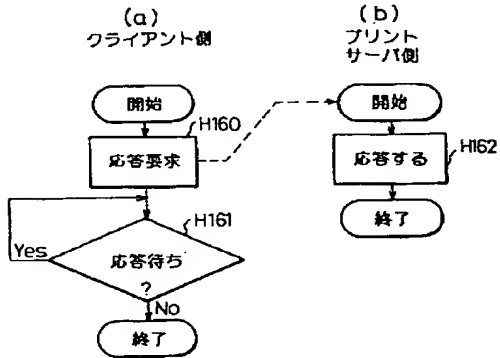 (a)
クライアント側
開始
H160
応答要求
H161
Yes
応答待ち
?
No
終了
(b)
プリント
サーバ側
開始
H162
応答する
終了